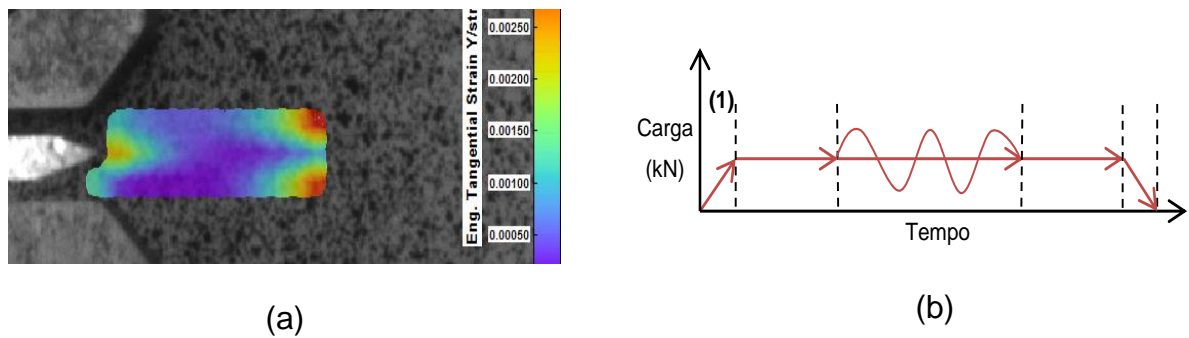 Eng. Tangential Strain Y/str
0.00250
0.00200
0.00150
0.00100
0.00050
(a)
(1)
Carga
(kN)
Tempo
(b)